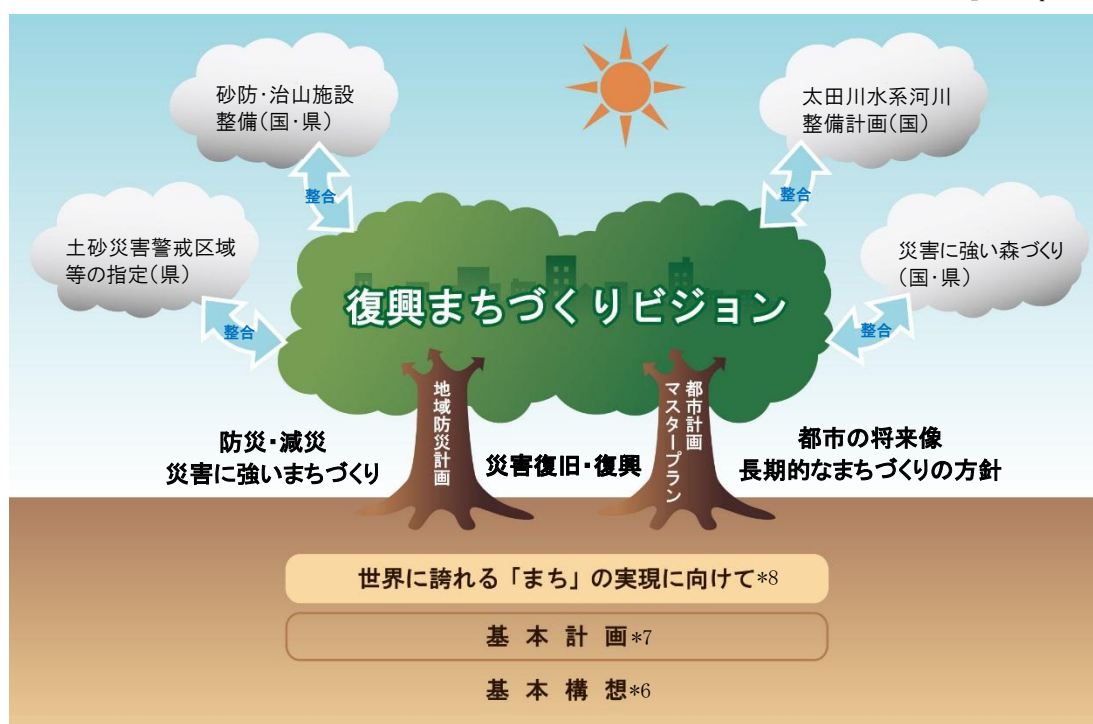 砂防・治山施設
整備(国・県)
太田川水系河川
整備計画(国)
整合
整合
土砂災害警戒区域
等の指定(県)
災害に強い森づくり
(国・県)
整合
整合
復興まちづくりビジョン
地域防災計画
都市計画
マスタープラン
防災・減災
災害に強いまちづくり
災害復旧・復興
都市の将来像
長期的なまちづくりの方針
世界に誇れる「まち」の実現に向けて*8
基本計画*7
基本構想*6